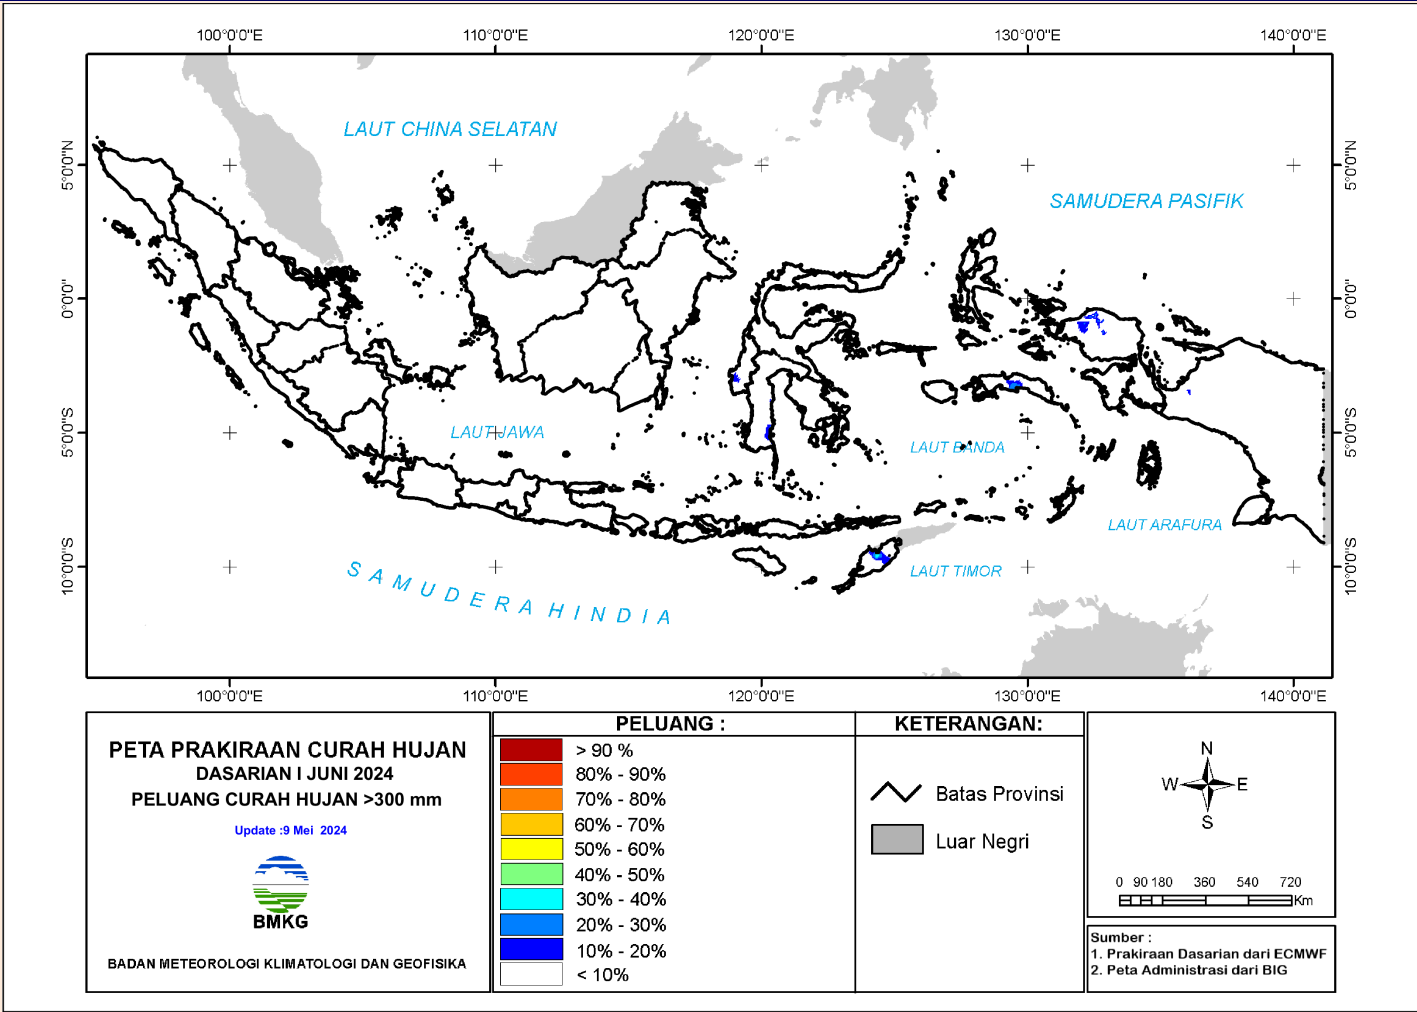 100°0'0"E 110°0'0"E 120°0'0"E 130°0'0"E 140°0'0"E
LAUT CHINA SELATAN
5°0'0"N 5°0'0"N
SAMUDERA PASIFIK
0°0'0" 0°0'0"
5°0'0"S LAUT JAWA 5°0'0"S
LAUT BANDA
LAUT ARAFURA
10°0'0"S LAUT TIMOR 10°0'0"S
SAMUDERA HINDIA
100°0'0"E 110°0'0"E 120°0'0"E 130°0'0"E 140°0'0"E
PETA PRAKIRAAN CURAH HUJAN
DASARIAN I JUNI 2024
PELUANG CURAH HUJAN >300 mm
Update :9 Mei 2024
BMKG
BADAN METEOROLOGI KLIMATOLOGI DAN GEOFISIKA
PELUANG :
> 90 %
80% - 90%
70% - 80%
60% - 70%
50% - 60%
40% - 50%
30% - 40%
20% - 30%
10% - 20%
< 10%
KETERANGAN:
Batas Provinsi
Luar Negri
N
W E
S
0 90 180 360 540 720
Km
Sumber :
1. Prakiraan Dasarian dari ECMWF
2. Peta Administrasi dari BIG